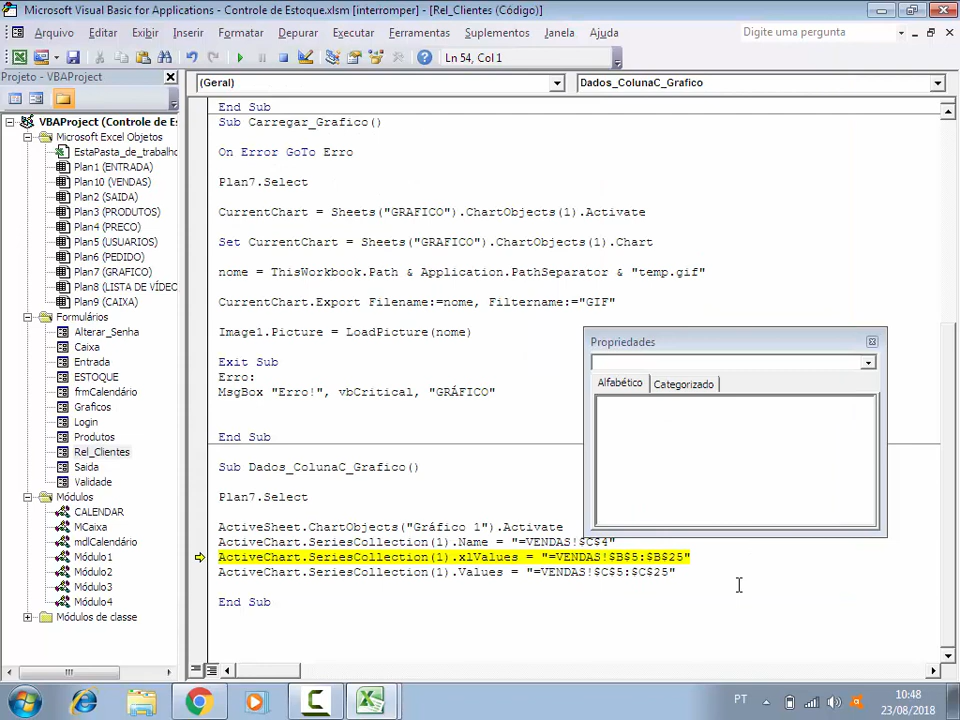 Microsoft Visual Basic for Applications - Controle de Estoque.xlsm [interromper] - [Rel_Clientes (Código)]
Arquivo Editar Exibir Inserir Formatar Depurar Executar Ferramentas Suplementos Janela Ajuda
Digite uma pergunta
Ln 54, Col 1
Projeto - VBAProject
VBAProject (Controle de E
Microsoft Excel Objetos
EstaPasta_de_trabalho
Plan1 (ENTRADA)
Plan10 (VENDAS)
Plan2 (SAIDA)
Plan3 (PRODUTOS)
Plan4 (PRECO)
Plan5 (USUARIOS)
Plan6 (PEDIDO)
Plan7 (GRAFICO)
Plan8 (LISTA DE VÍDEO
Plan9 (CAIXA)
Formulários
Alterar_Senha
Caixa
Entrada
ESTOQUE
frmCalendário
Graficos
Login
Produtos
Rel_Clientes
Saida
Validade
Módulos
CALENDAR
MCaixa
mdlCalendário
Módulo1
Módulo2
Módulo3
Módulo4
Módulos de classe
(Geral)
Dados_ColunaC_Grafico
End Sub
Sub Carregar_Grafico()
On Error GoTo Erro
Plan7.Select
CurrentChart = Sheets("GRAFICO").ChartObjects(1).Activate
Set CurrentChart = Sheets("GRAFICO").ChartObjects(1).Chart
nome = ThisWorkbook.Path & Application.PathSeparator & "temp.gif"
CurrentChart.Export Filename:=nome, Filtername:="GIF"
Image1.Picture = LoadPicture(nome)
Exit Sub
Erro:
MsgBox "Erro!", vbCritical, "GRÁFICO"
End Sub
Sub Dados_ColunaC_Grafico()
Plan7.Select
ActiveSheet.ChartObjects("Gráfico 1").Activate
ActiveChart.SeriesCollection(1).Name = "=VENDAS!$C$4"
ActiveChart.SeriesCollection(1).xlValues = "=VENDAS!$B$5:$B$25"
ActiveChart.SeriesCollection(1).Values = "=VENDAS!$C$5:$C$25"
End Sub
Propriedades
Alfabético Categorizado
PT
10:48
23/08/2018